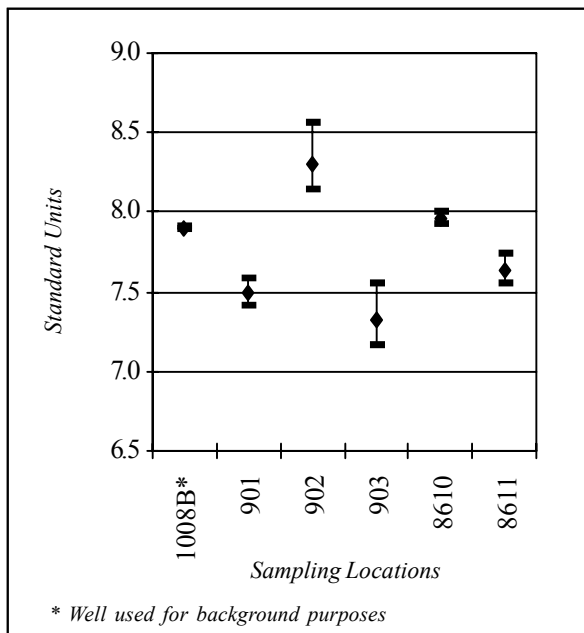 9.0
8.5
8.0
7.5
7.0
6.5
Standard Units
1008B*
901
902
903
8610
8611
Sampling Locations
* Well used for background purposes